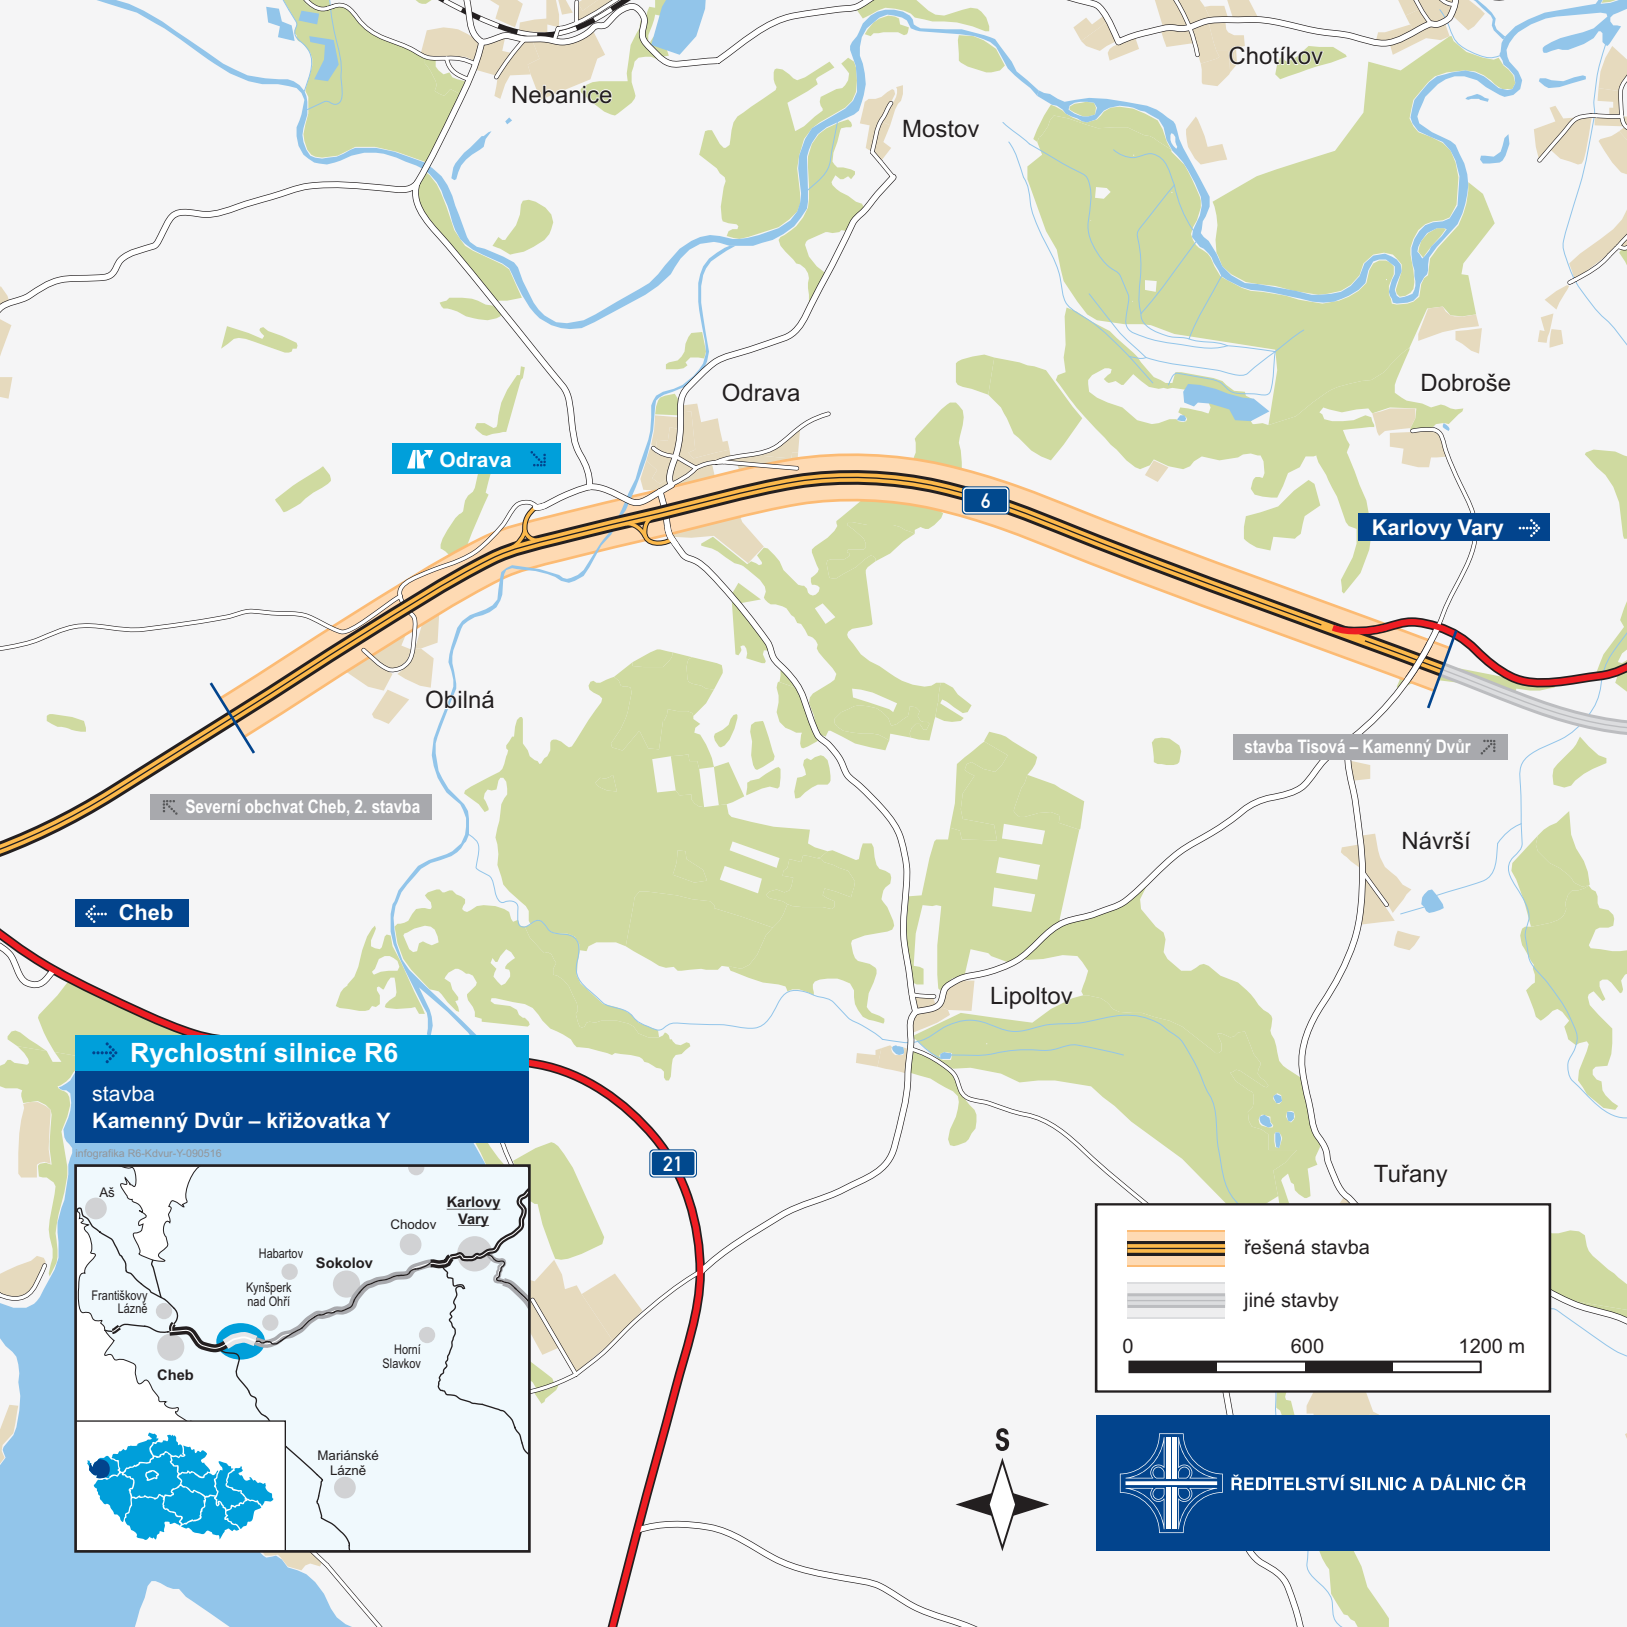 Chotíkov
Nebanice
Mostov
Dobroše
Odrava
Odrava
6
Karlovy Vary
Obilná
stavba Tisová – Kamenný Dvůr
Severní obchvat Cheb, 2. stavba
Návrší
Cheb
Lipoltov
Rychlostní silnice R6
stavba
Kamenný Dvůr – křižovatka Y
infografika R6-Kdvur-Y-090516
21
Tuřany
Aš
Karlovy
Vary
Chodov
Habartov
Sokolov
Kynšperk
nad Ohří
Františkovy
Lázně
Horní
Slavkov
Cheb
Mariánské
Lázně
řešená stavba
jiné stavby
0 600 1200 m
S
ŘEDITELSTVÍ SILNIC A DÁLNIC ČR